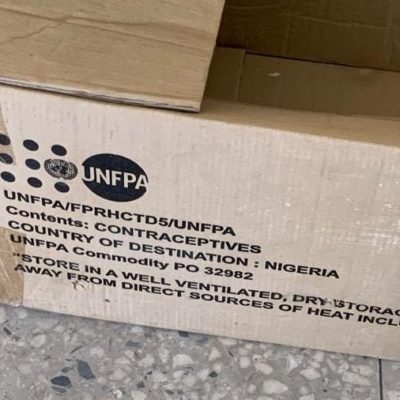 UNFPA
UNFPA/FPRHCTD5/UNFPA
Contents: CONTRACEPTIVES
COUNTRY OF DESTINATION : NIGERIA
UNFPA Commodity PO 32982
"STORE IN A WELL VENTILATED, DRY STORAG
AWAY FROM DIRECT SOURCES OF HEAT INCL